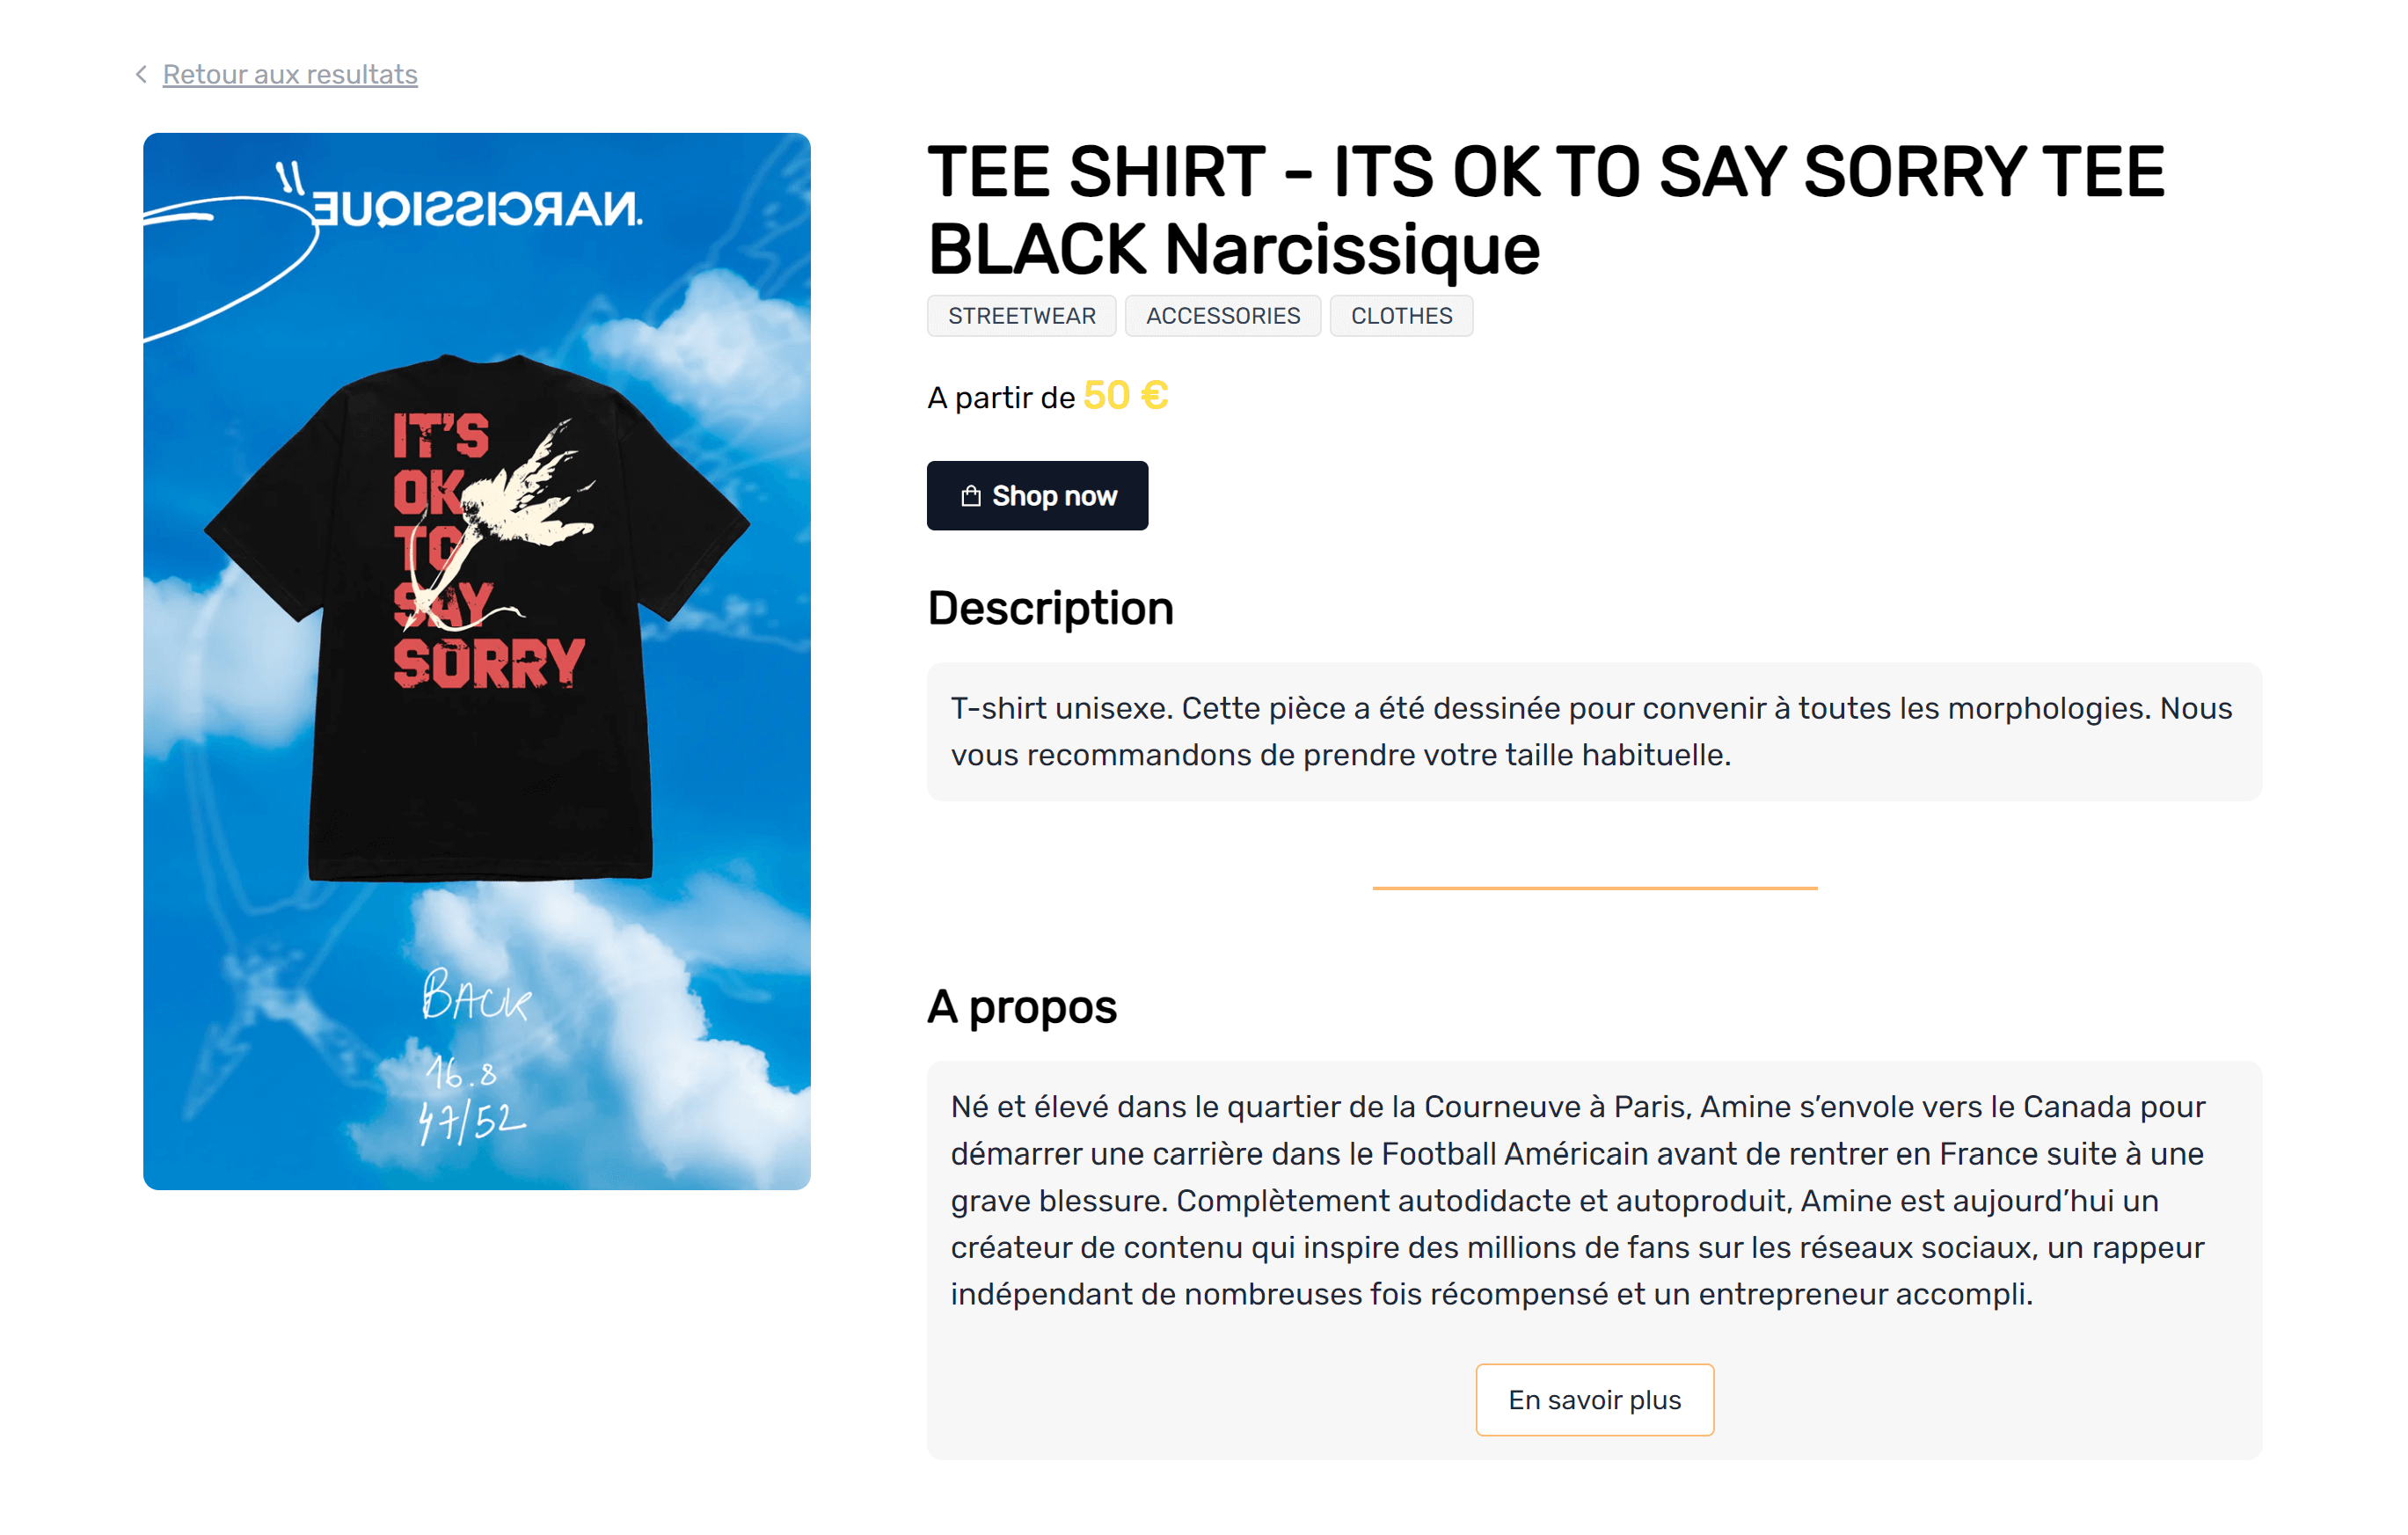 Retour aux resultats
NARCISSIQUE.
IT'S
OK
TO
SAY
SORRY
BACK
16.8
47/52
TEE SHIRT - ITS OK TO SAY SORRY TEE
BLACK Narcissique
STREETWEAR ACCESSORIES CLOTHES
A partir de 50 €
Shop now
Description
T-shirt unisexe. Cette pièce a été dessinée pour convenir à toutes les morphologies. Nous
vous recommandons de prendre votre taille habituelle.
A propos
Né et élevé dans le quartier de la Courneuve à Paris, Amine s’envole vers le Canada pour
démarrer une carrière dans le Football Américain avant de rentrer en France suite à une
grave blessure. Complètement autodidacte et autoproduit, Amine est aujourd’hui un
créateur de contenu qui inspire des millions de fans sur les réseaux sociaux, un rappeur
indépendant de nombreuses fois récompensé et un entrepreneur accompli.
En savoir plus